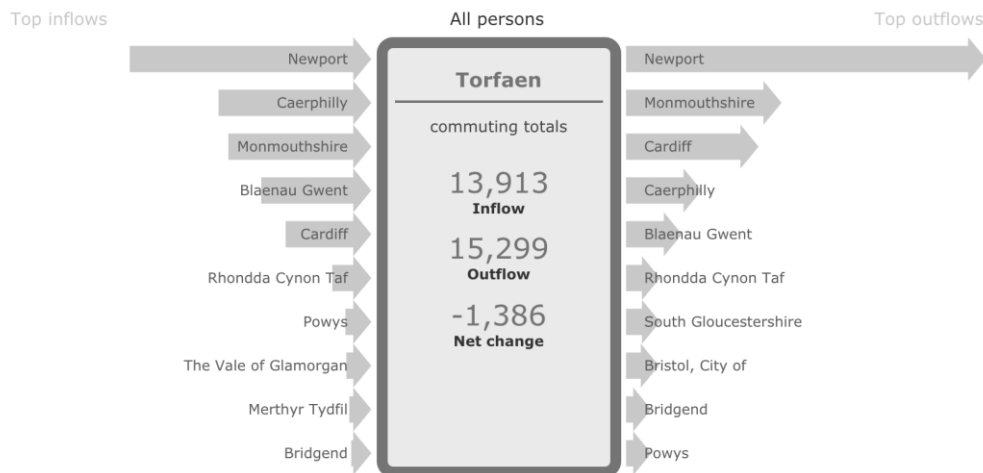 Top inflows
All persons
Top outflows
Newport
Caerphilly
Monmouthshire
Blaenau Gwent
Cardiff
Rhondda Cynon Taf
Powys
The Vale of Glamorgan
Merthyr Tydfil
Bridgend
Torfaen
commuting totals
13,913
Inflow
15,299
Outflow
-1,386
Net change
Newport
Monmouthshire
Cardiff
Caerphilly
Blaenau Gwent
Rhondda Cynon Taf
South Gloucestershire
Bristol, City of
Bridgend
Powys